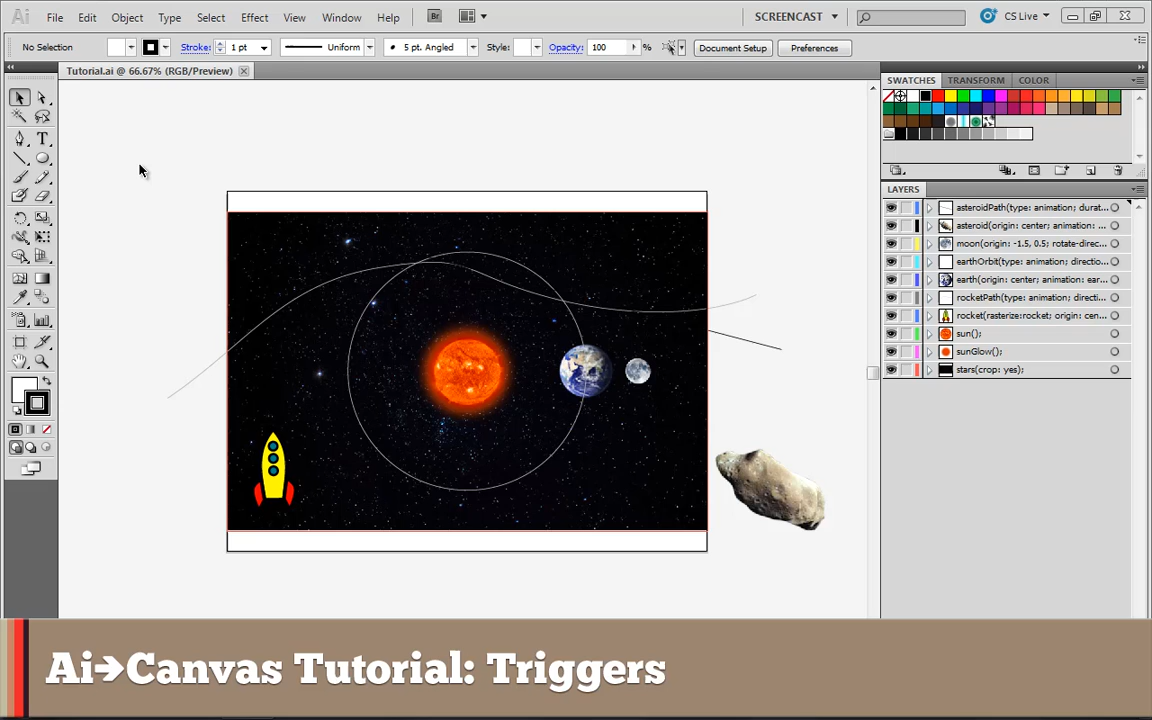 Ai File Edit Object Type Select Effect View Window Help Br SCREENCAST CS Live
No Selection Stroke: 1 pt Uniform 5 pt. Angled Style: Opacity: 100 % Document Setup Preferences
Tutorial.ai @ 66.67% (RGB/Preview)
SWATCHES TRANSFORM COLOR
LAYERS
asteroidPath(type: animation; durat...
asteroid(origin: center; animation: ...
moon(origin: -1.5, 0.5; rotate-direc...
earthOrbit(type: animation; directio...
earth(origin: center; animation: ear...
rocketPath(type: animation; directi...
rocket(rasterize:rocket; origin: cen...
sun();
sunGlow();
stars(crop: yes);
Ai→Canvas Tutorial: Triggers